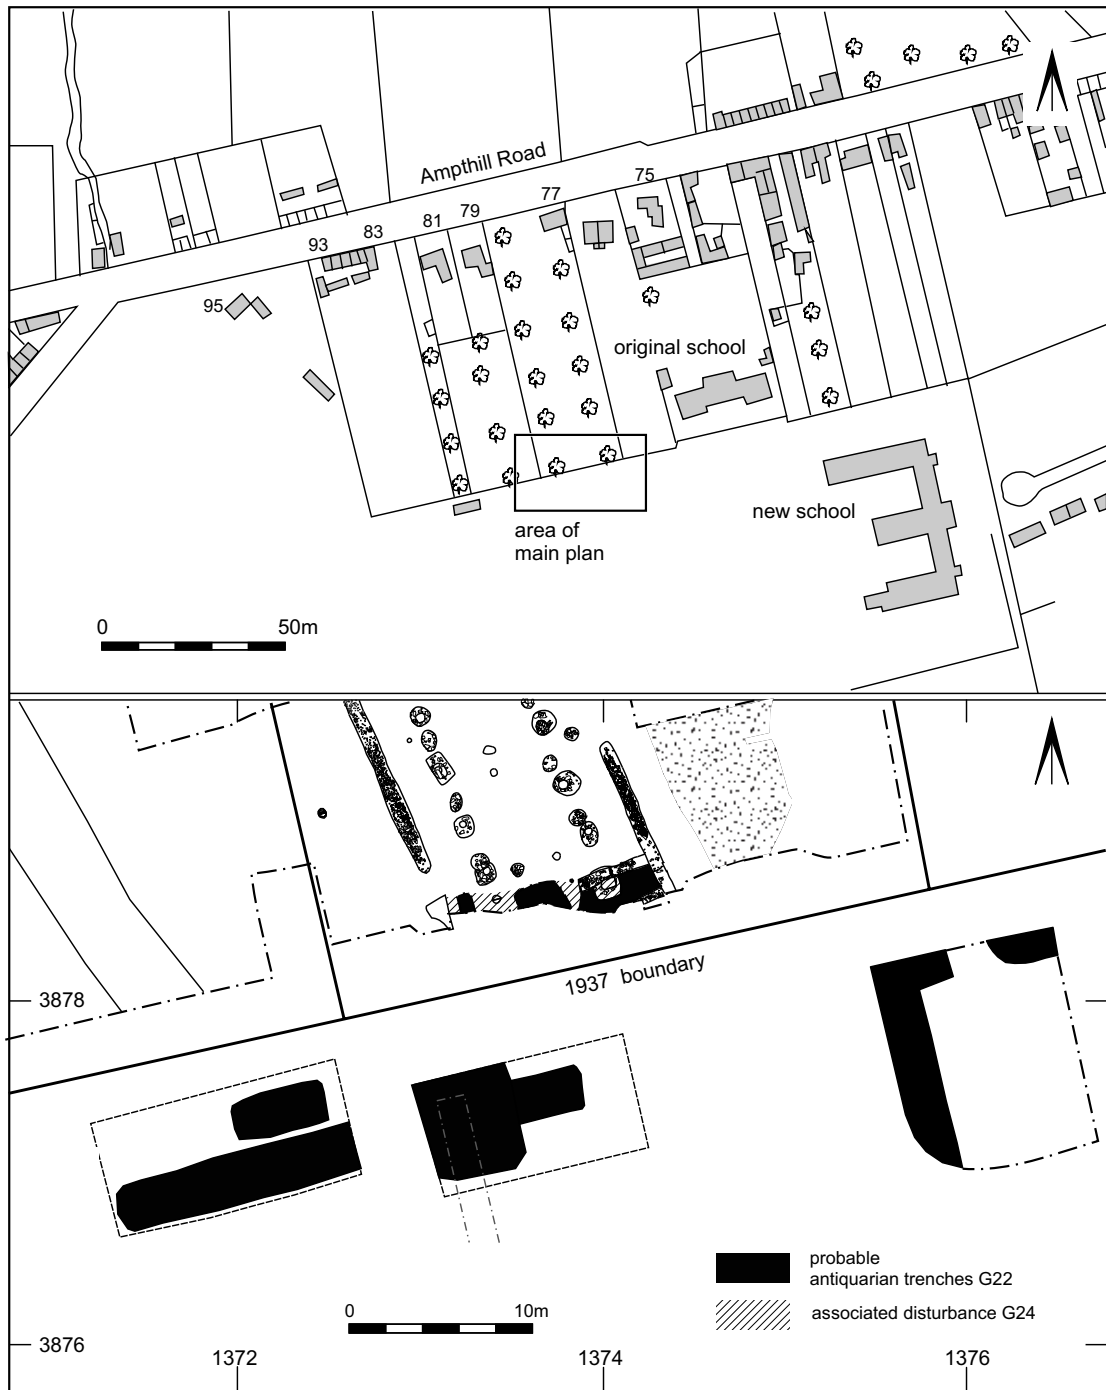 Ampthill Road
75
77
79
81
83
93
95
original school
new school
area of
main plan
0 50m
1937 boundary
3878
probable
antiquarian trenches G22
associated disturbance G24
0 10m
3876
1372 1374 1376